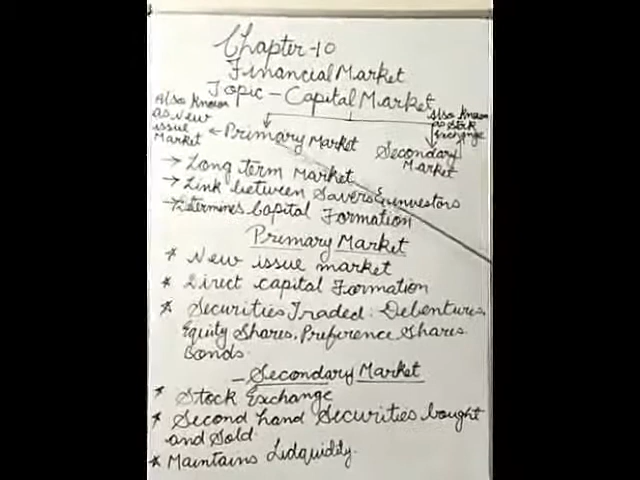 Chapter-10
Financial Market
Topic - Capital Market
Also Known
as New
issue
Market
← Primary Market
Also Known
as Stock
Exchange
Secondary
Market
→ Long term Market
→ Link between Savers & investors
→ Determines Capital Formation
Primary Market
* New issue market
* Direct capital Formation
* Securities Traded: Debentures,
Equity Shares, Preference Shares
Bonds.
- Secondary Market
* Stock Exchange
* Second hand Securities bought
and Sold.
* Maintains Lidquidity.